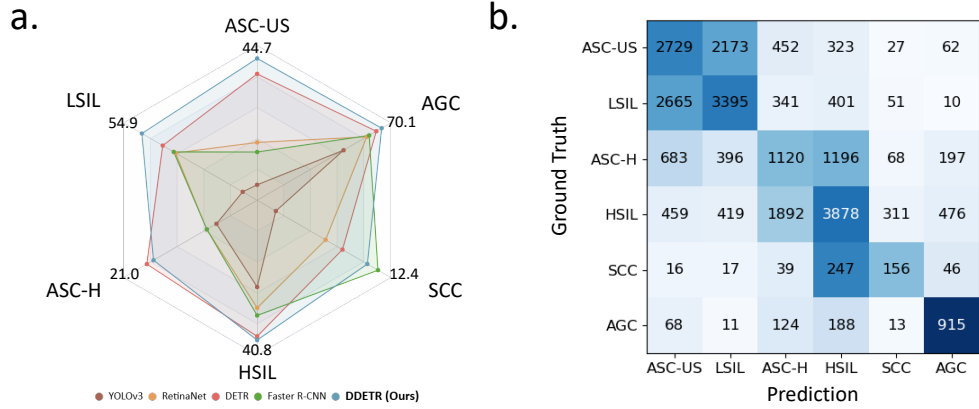 a.
ASC-US
44.7
LSIL
54.9
AGC
70.1
ASC-H
21.0
SCC
12.4
40.8
HSIL
YOLOv3 RetinaNet DETR Faster R-CNN DDETR (Ours)
b.
Ground Truth
ASC-US 2729 2173 452 323 27 62
LSIL 2665 3395 341 401 51 10
ASC-H 683 396 1120 1196 68 197
HSIL 459 419 1892 3878 311 476
SCC 16 17 39 247 156 46
AGC 68 11 124 188 13 915
ASC-US LSIL ASC-H HSIL SCC AGC
Prediction